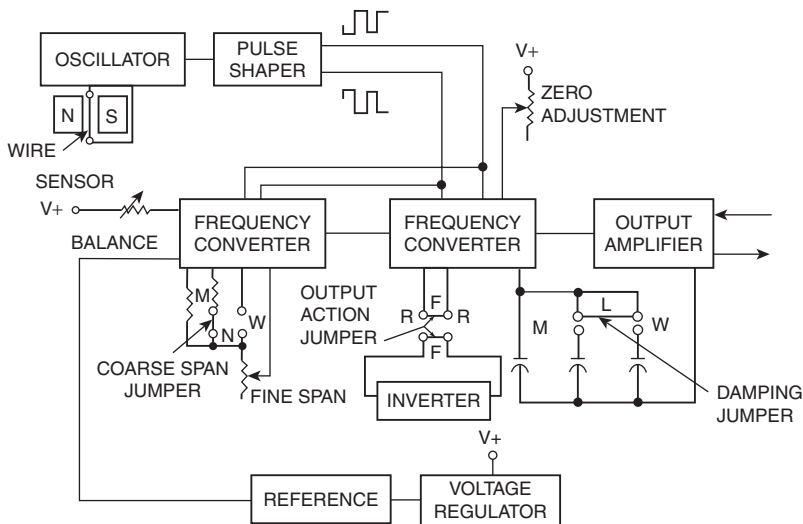 OSCILLATOR
PULSE
SHAPER
V+
ZERO
ADJUSTMENT
N
S
WIRE
SENSOR
V+
BALANCE
FREQUENCY
CONVERTER
FREQUENCY
CONVERTER
OUTPUT
AMPLIFIER
M
W
N
COARSE SPAN
JUMPER
FINE SPAN
OUTPUT
ACTION
JUMPER
R
F
R
F
INVERTER
M
L
W
DAMPING
JUMPER
V+
REFERENCE
VOLTAGE
REGULATOR